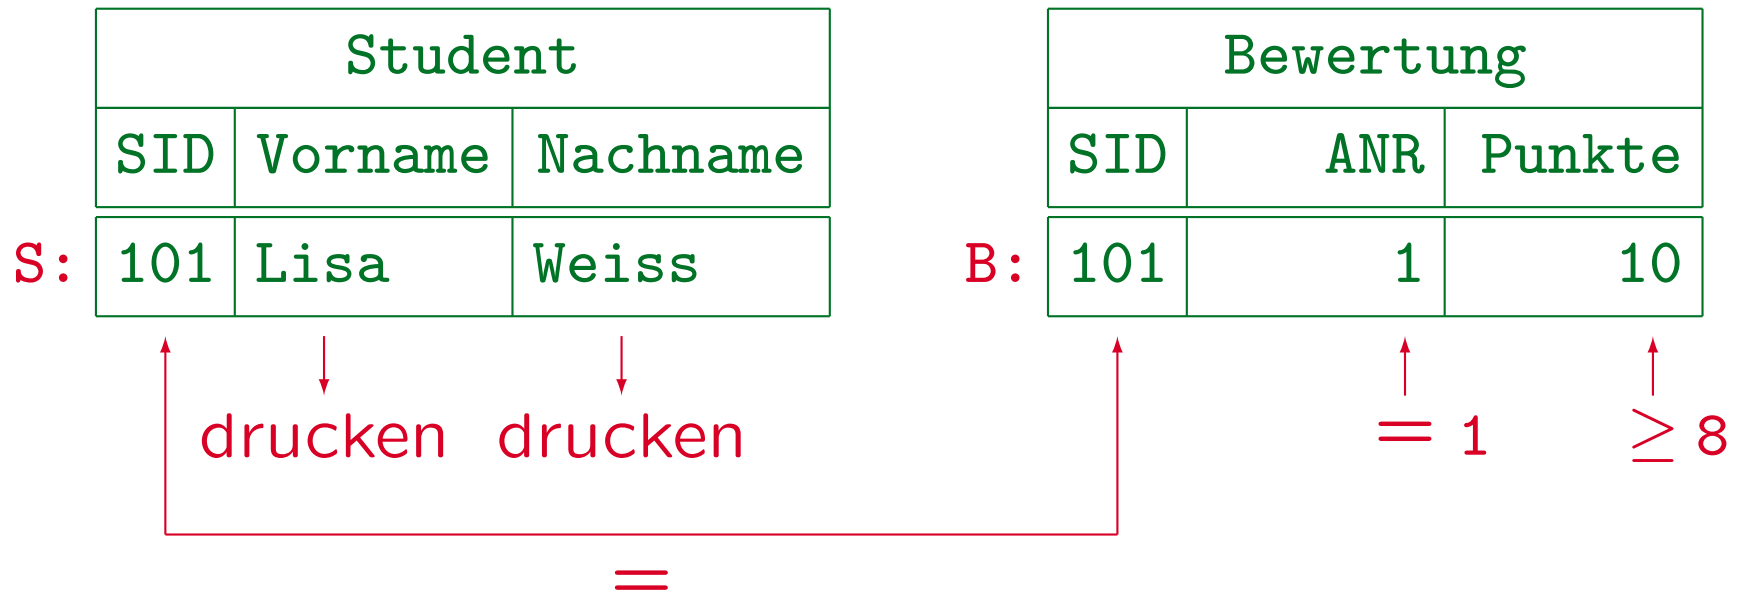 Student
SID Vorname Nachname
S: 101 Lisa Weiss
drucken drucken
Bewertung
SID ANR Punkte
B: 101 1 10
= 1 ≥ 8
=